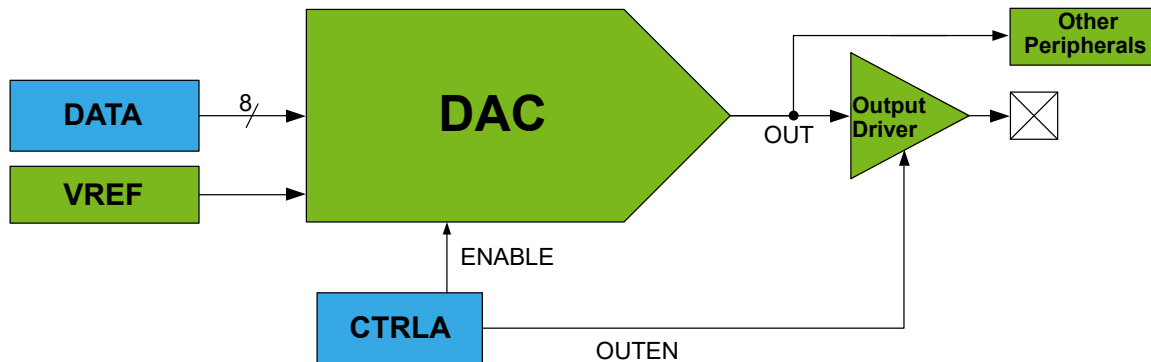 Other
Peripherals
8
DATA
DAC
Output
Driver
OUT
VREF
ENABLE
CTRLA
OUTEN